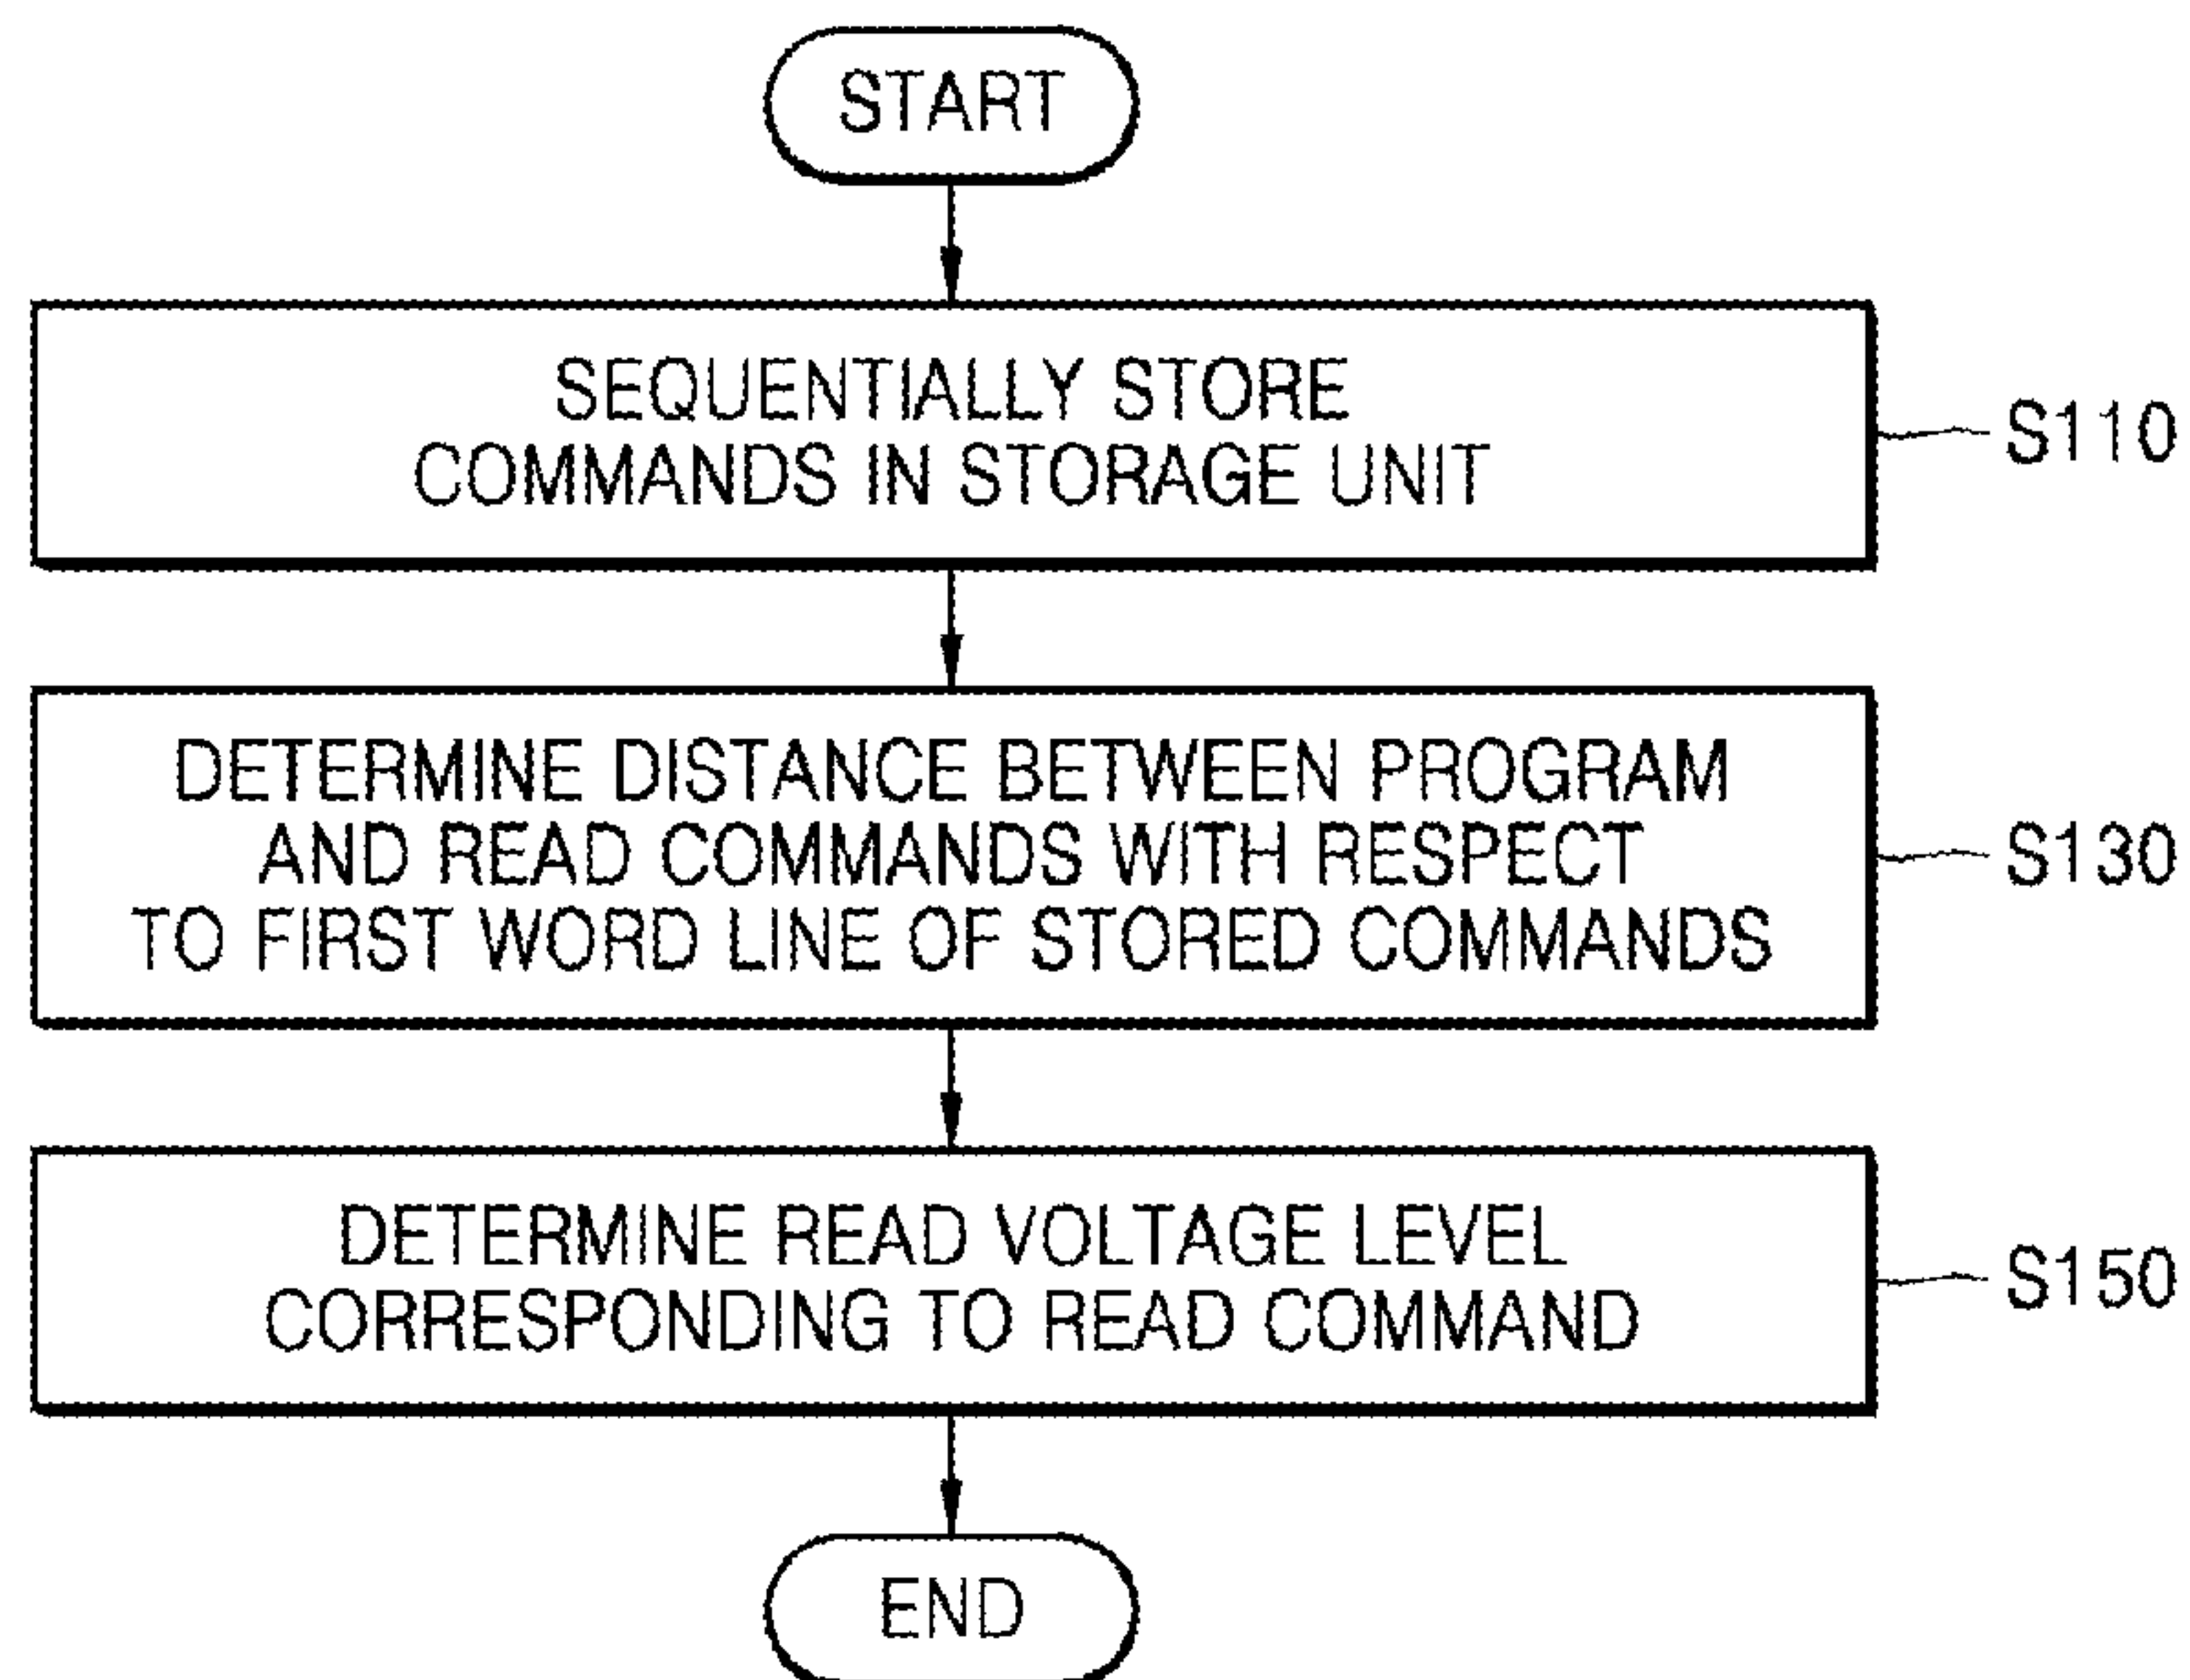 START
SEQUENTIALLY STORE
COMMANDS IN STORAGE UNIT
S110
DETERMINE DISTANCE BETWEEN PROGRAM
AND READ COMMANDS WITH RESPECT
TO FIRST WORD LINE OF STORED COMMANDS
S130
DETERMINE READ VOLTAGE LEVEL
CORRESPONDING TO READ COMMAND
S150
END